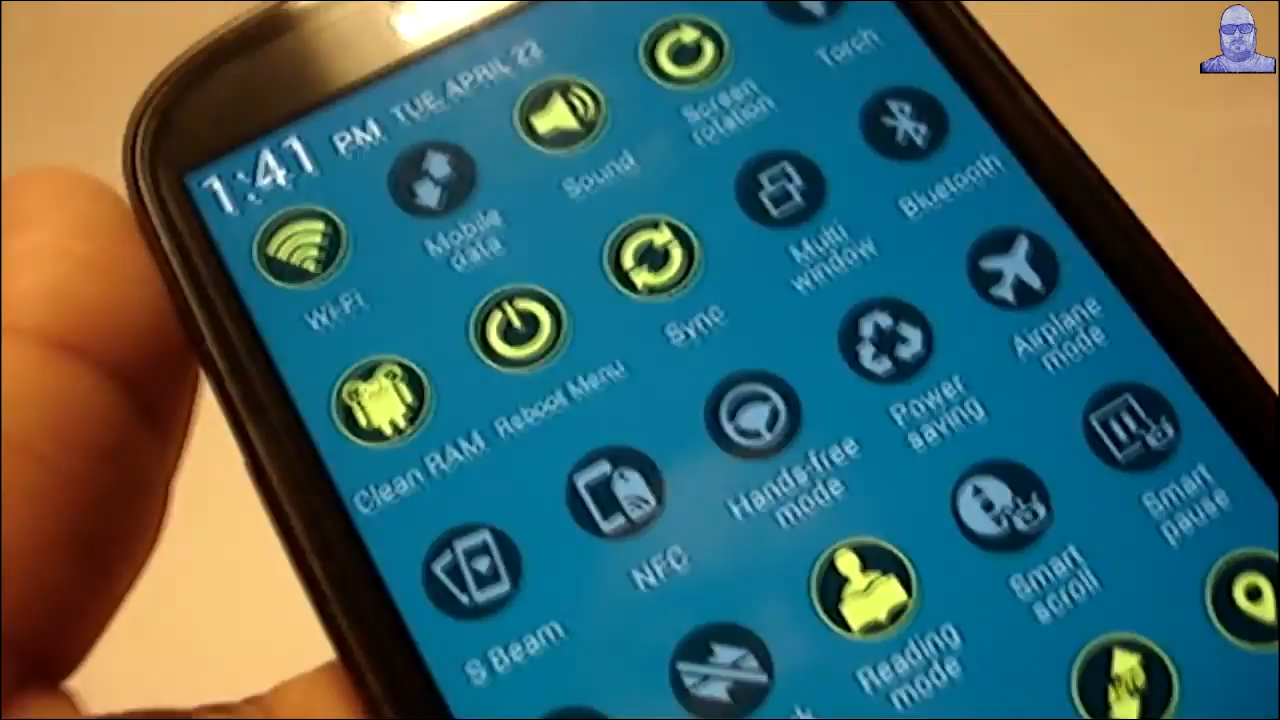 1:41 PM TUE, APRIL 22
Wi-Fi
Mobile
data
Sound
Screen
rotation
Torch
Clean RAM
Reboot Menu
Sync
Multi
window
Bluetooth
S Beam
NFC
Hands-free
mode
Power
saving
Airplane
mode
Reading
mode
Smart
scroll
Smart
pause